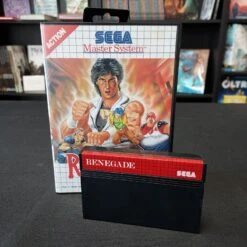 ACTION
SEGA
Master System
R
RENEGADE
SEGA